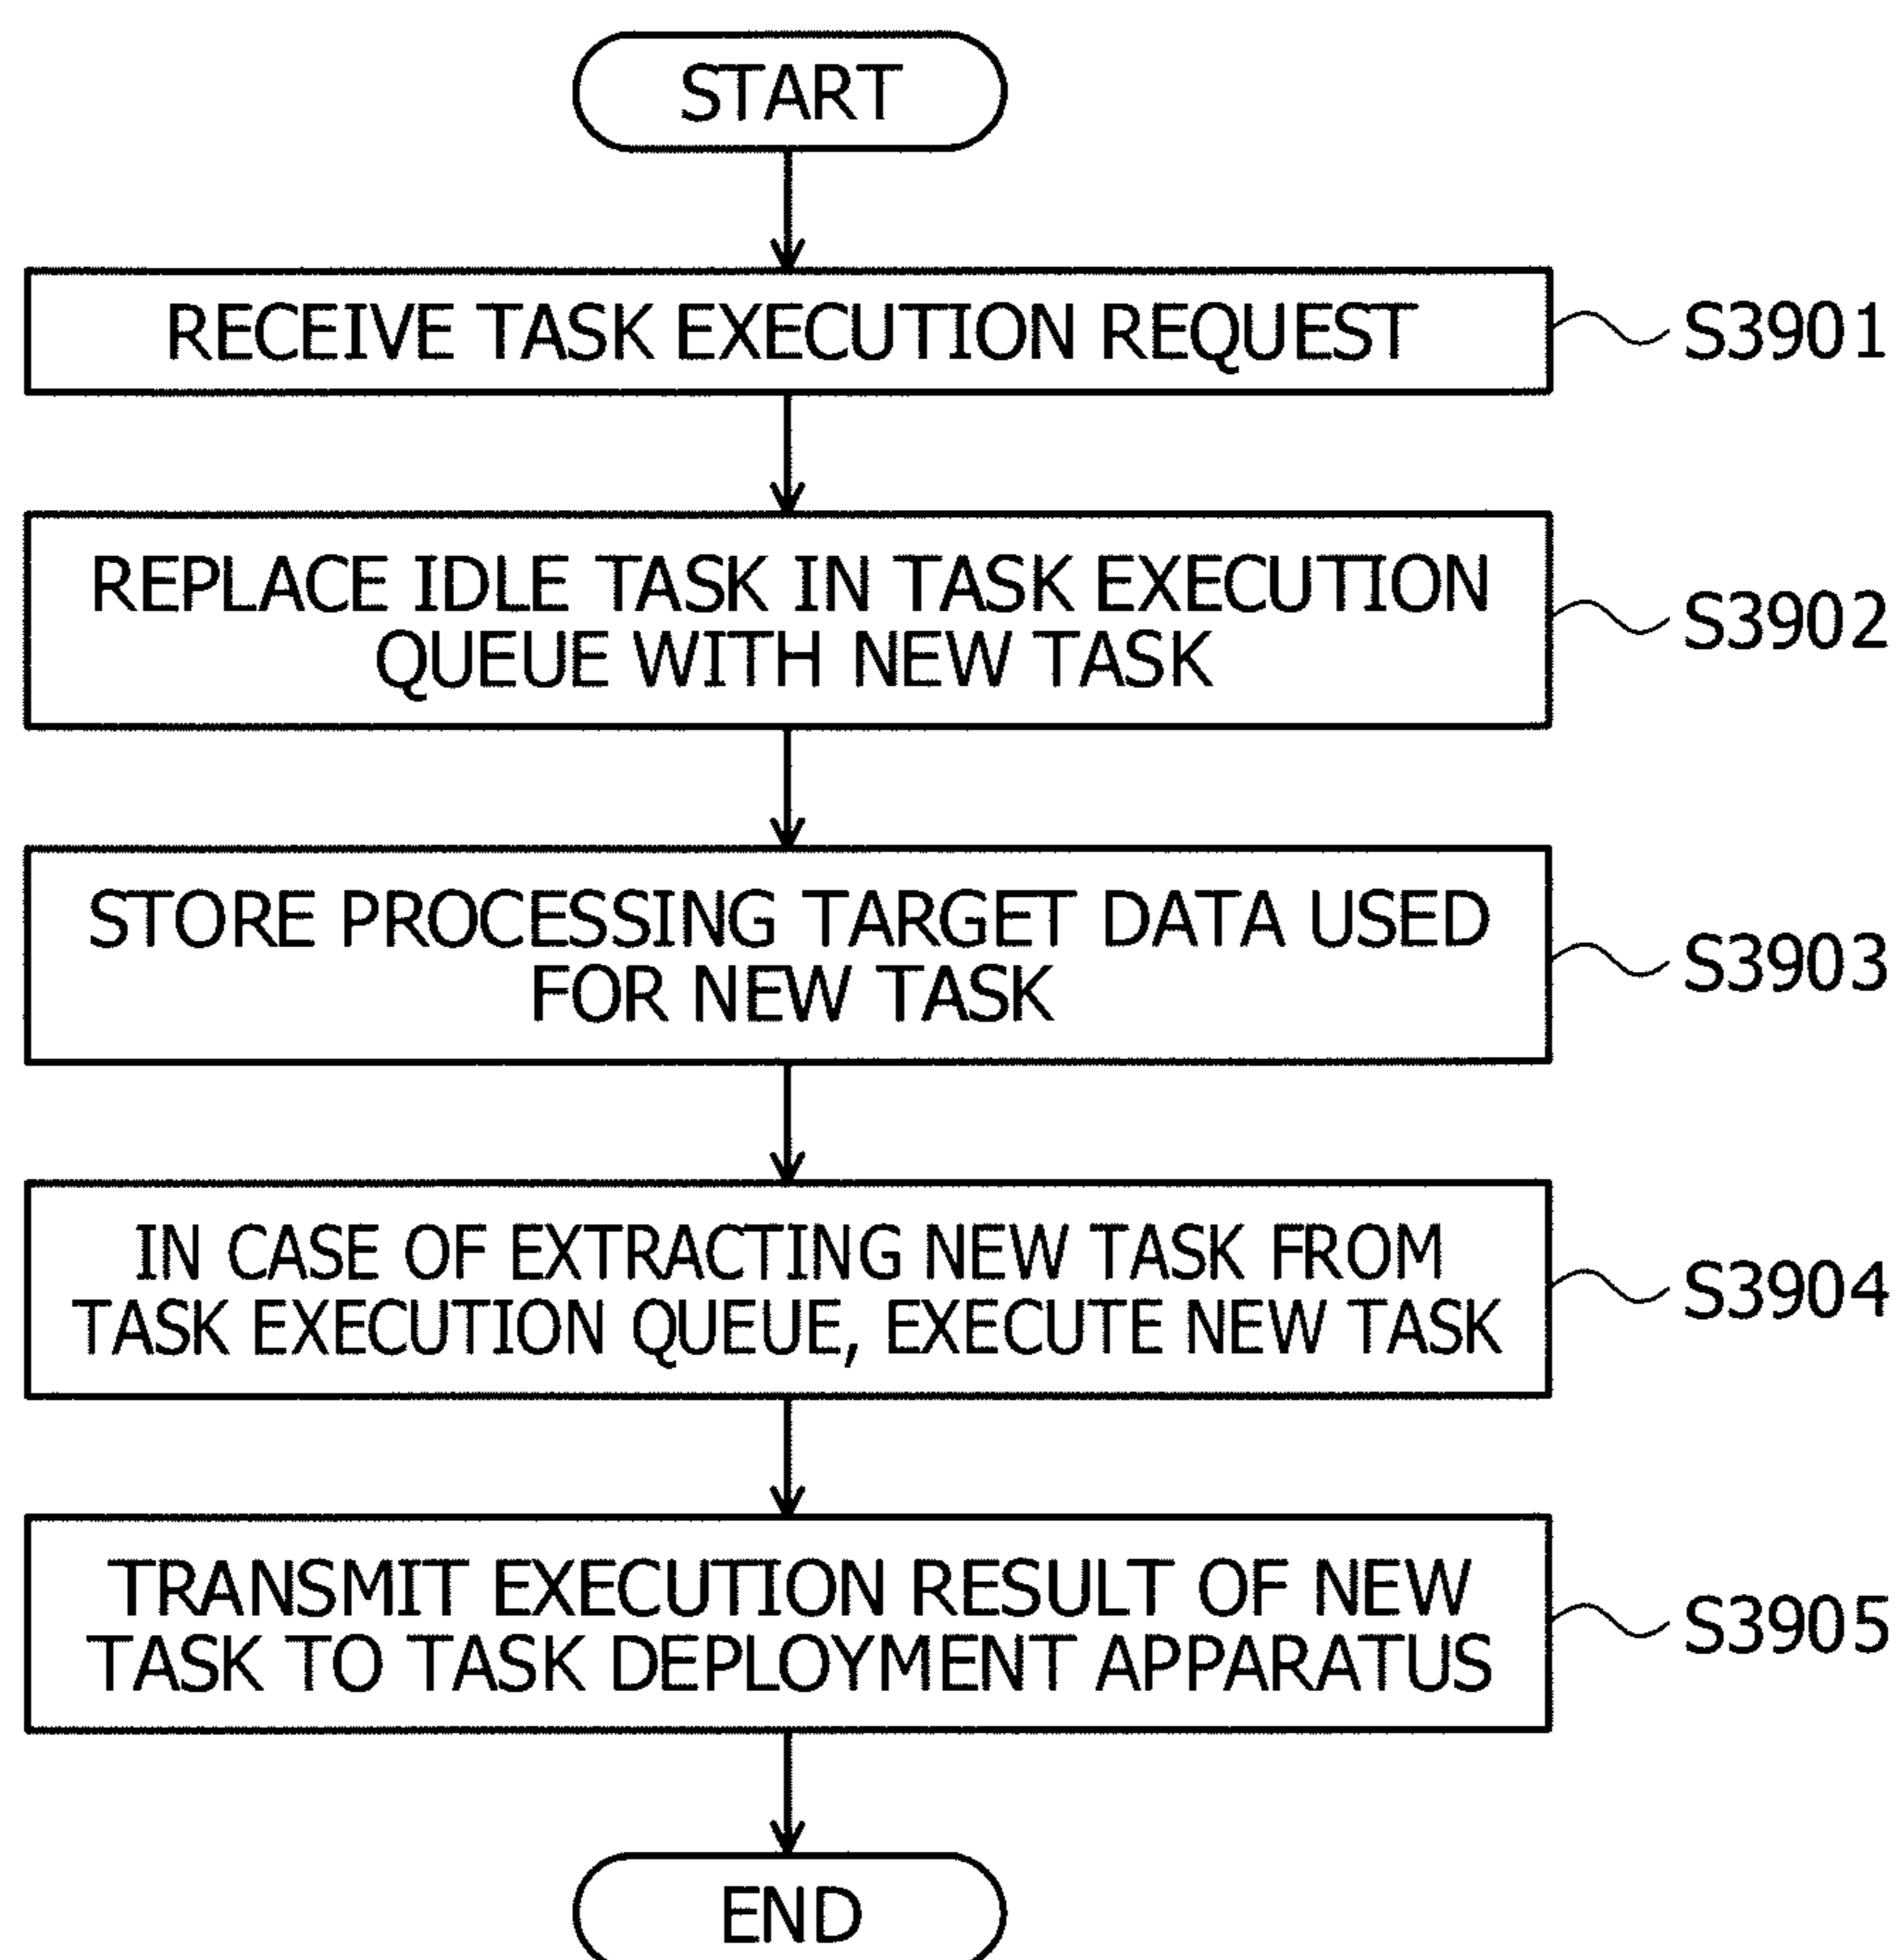 START
RECEIVE TASK EXECUTION REQUEST
S3901
REPLACE IDLE TASK IN TASK EXECUTION
QUEUE WITH NEW TASK
S3902
STORE PROCESSING TARGET DATA USED
FOR NEW TASK
S3903
IN CASE OF EXTRACTING NEW TASK FROM
TASK EXECUTION QUEUE, EXECUTE NEW TASK
S3904
TRANSMIT EXECUTION RESULT OF NEW
TASK TO TASK DEPLOYMENT APPARATUS
S3905
END